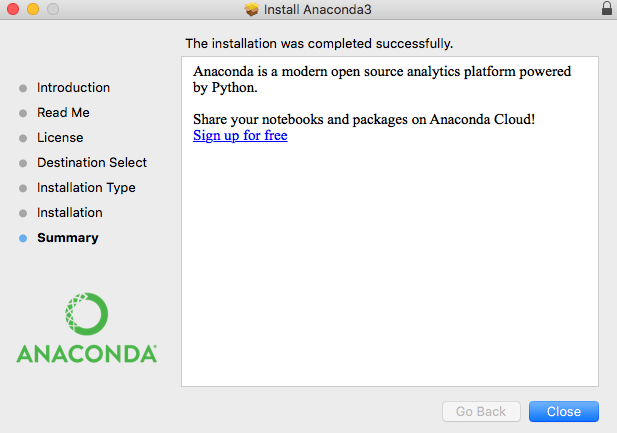 Install Anaconda3
The installation was completed successfully.
Introduction
Read Me
License
Destination Select
Installation Type
Installation
Summary
ANACONDA
Anaconda is a modern open source analytics platform powered
by Python.
Share your notebooks and packages on Anaconda Cloud!
Sign up for free
Go Back
Close